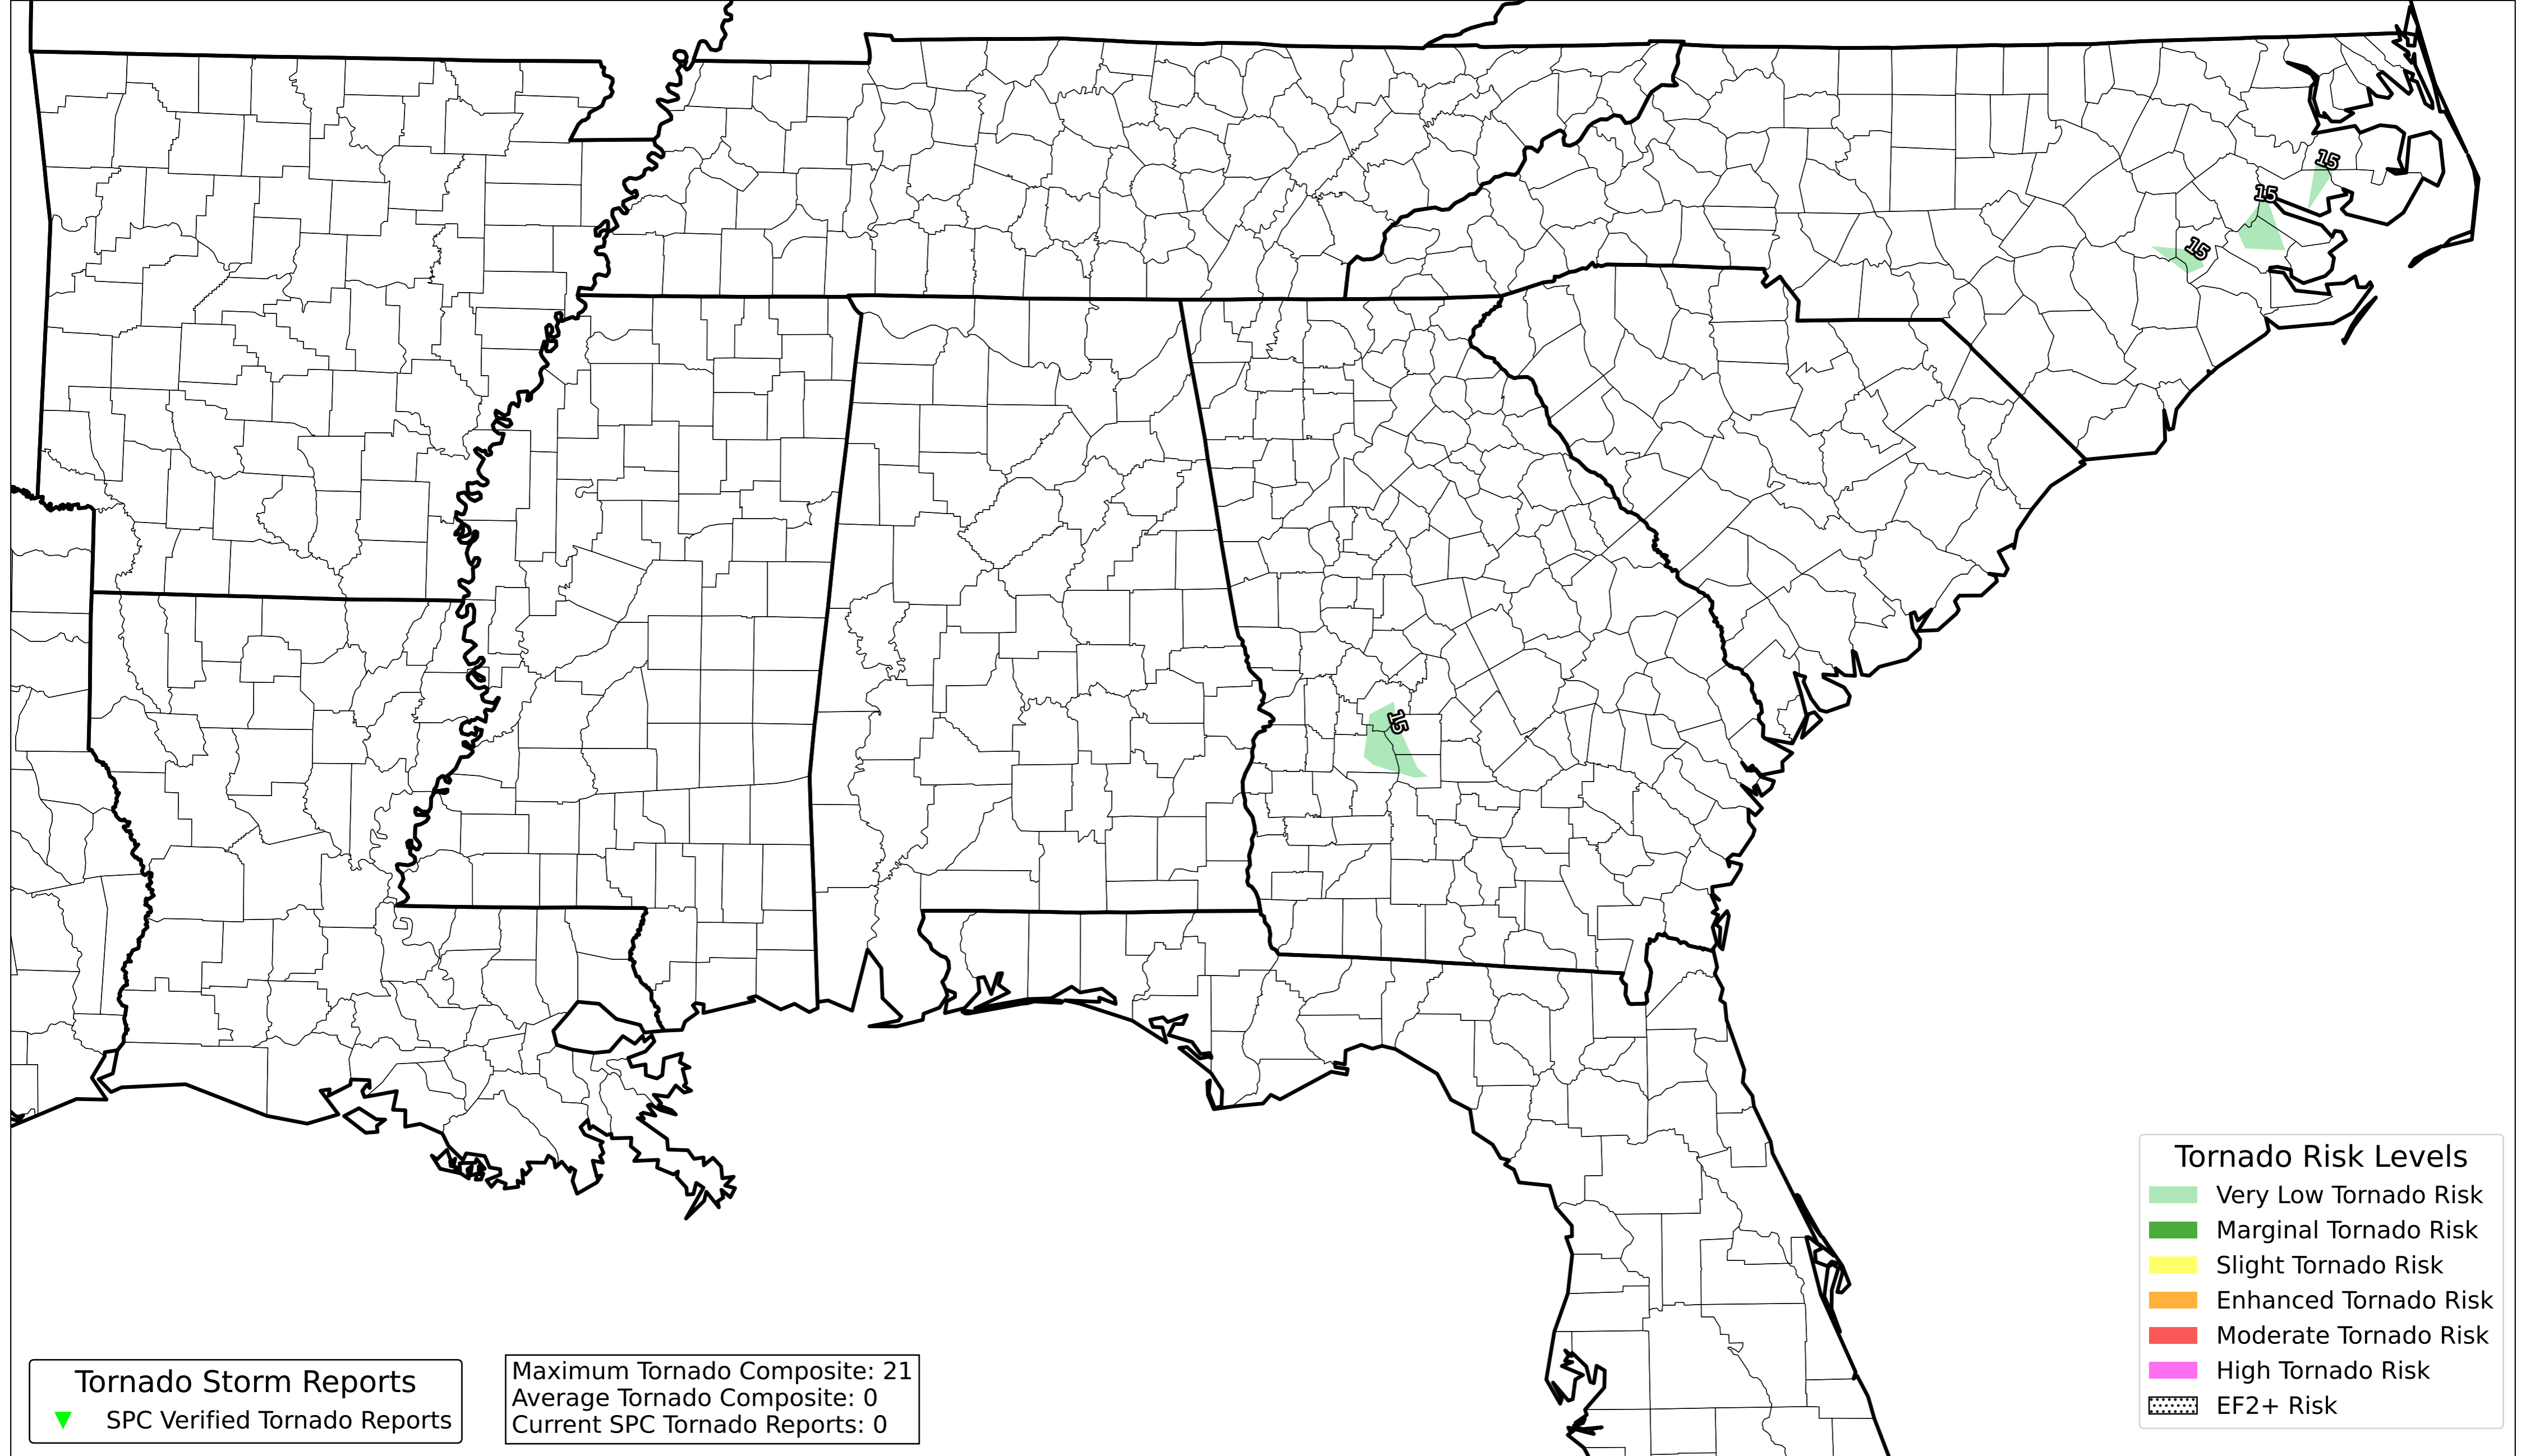 15
15
15
15
Tornado Risk Levels
Very Low Tornado Risk
Marginal Tornado Risk
Slight Tornado Risk
Enhanced Tornado Risk
Moderate Tornado Risk
High Tornado Risk
EF2+ Risk
Tornado Storm Reports
SPC Verified Tornado Reports
Maximum Tornado Composite: 21
Average Tornado Composite: 0
Current SPC Tornado Reports: 0